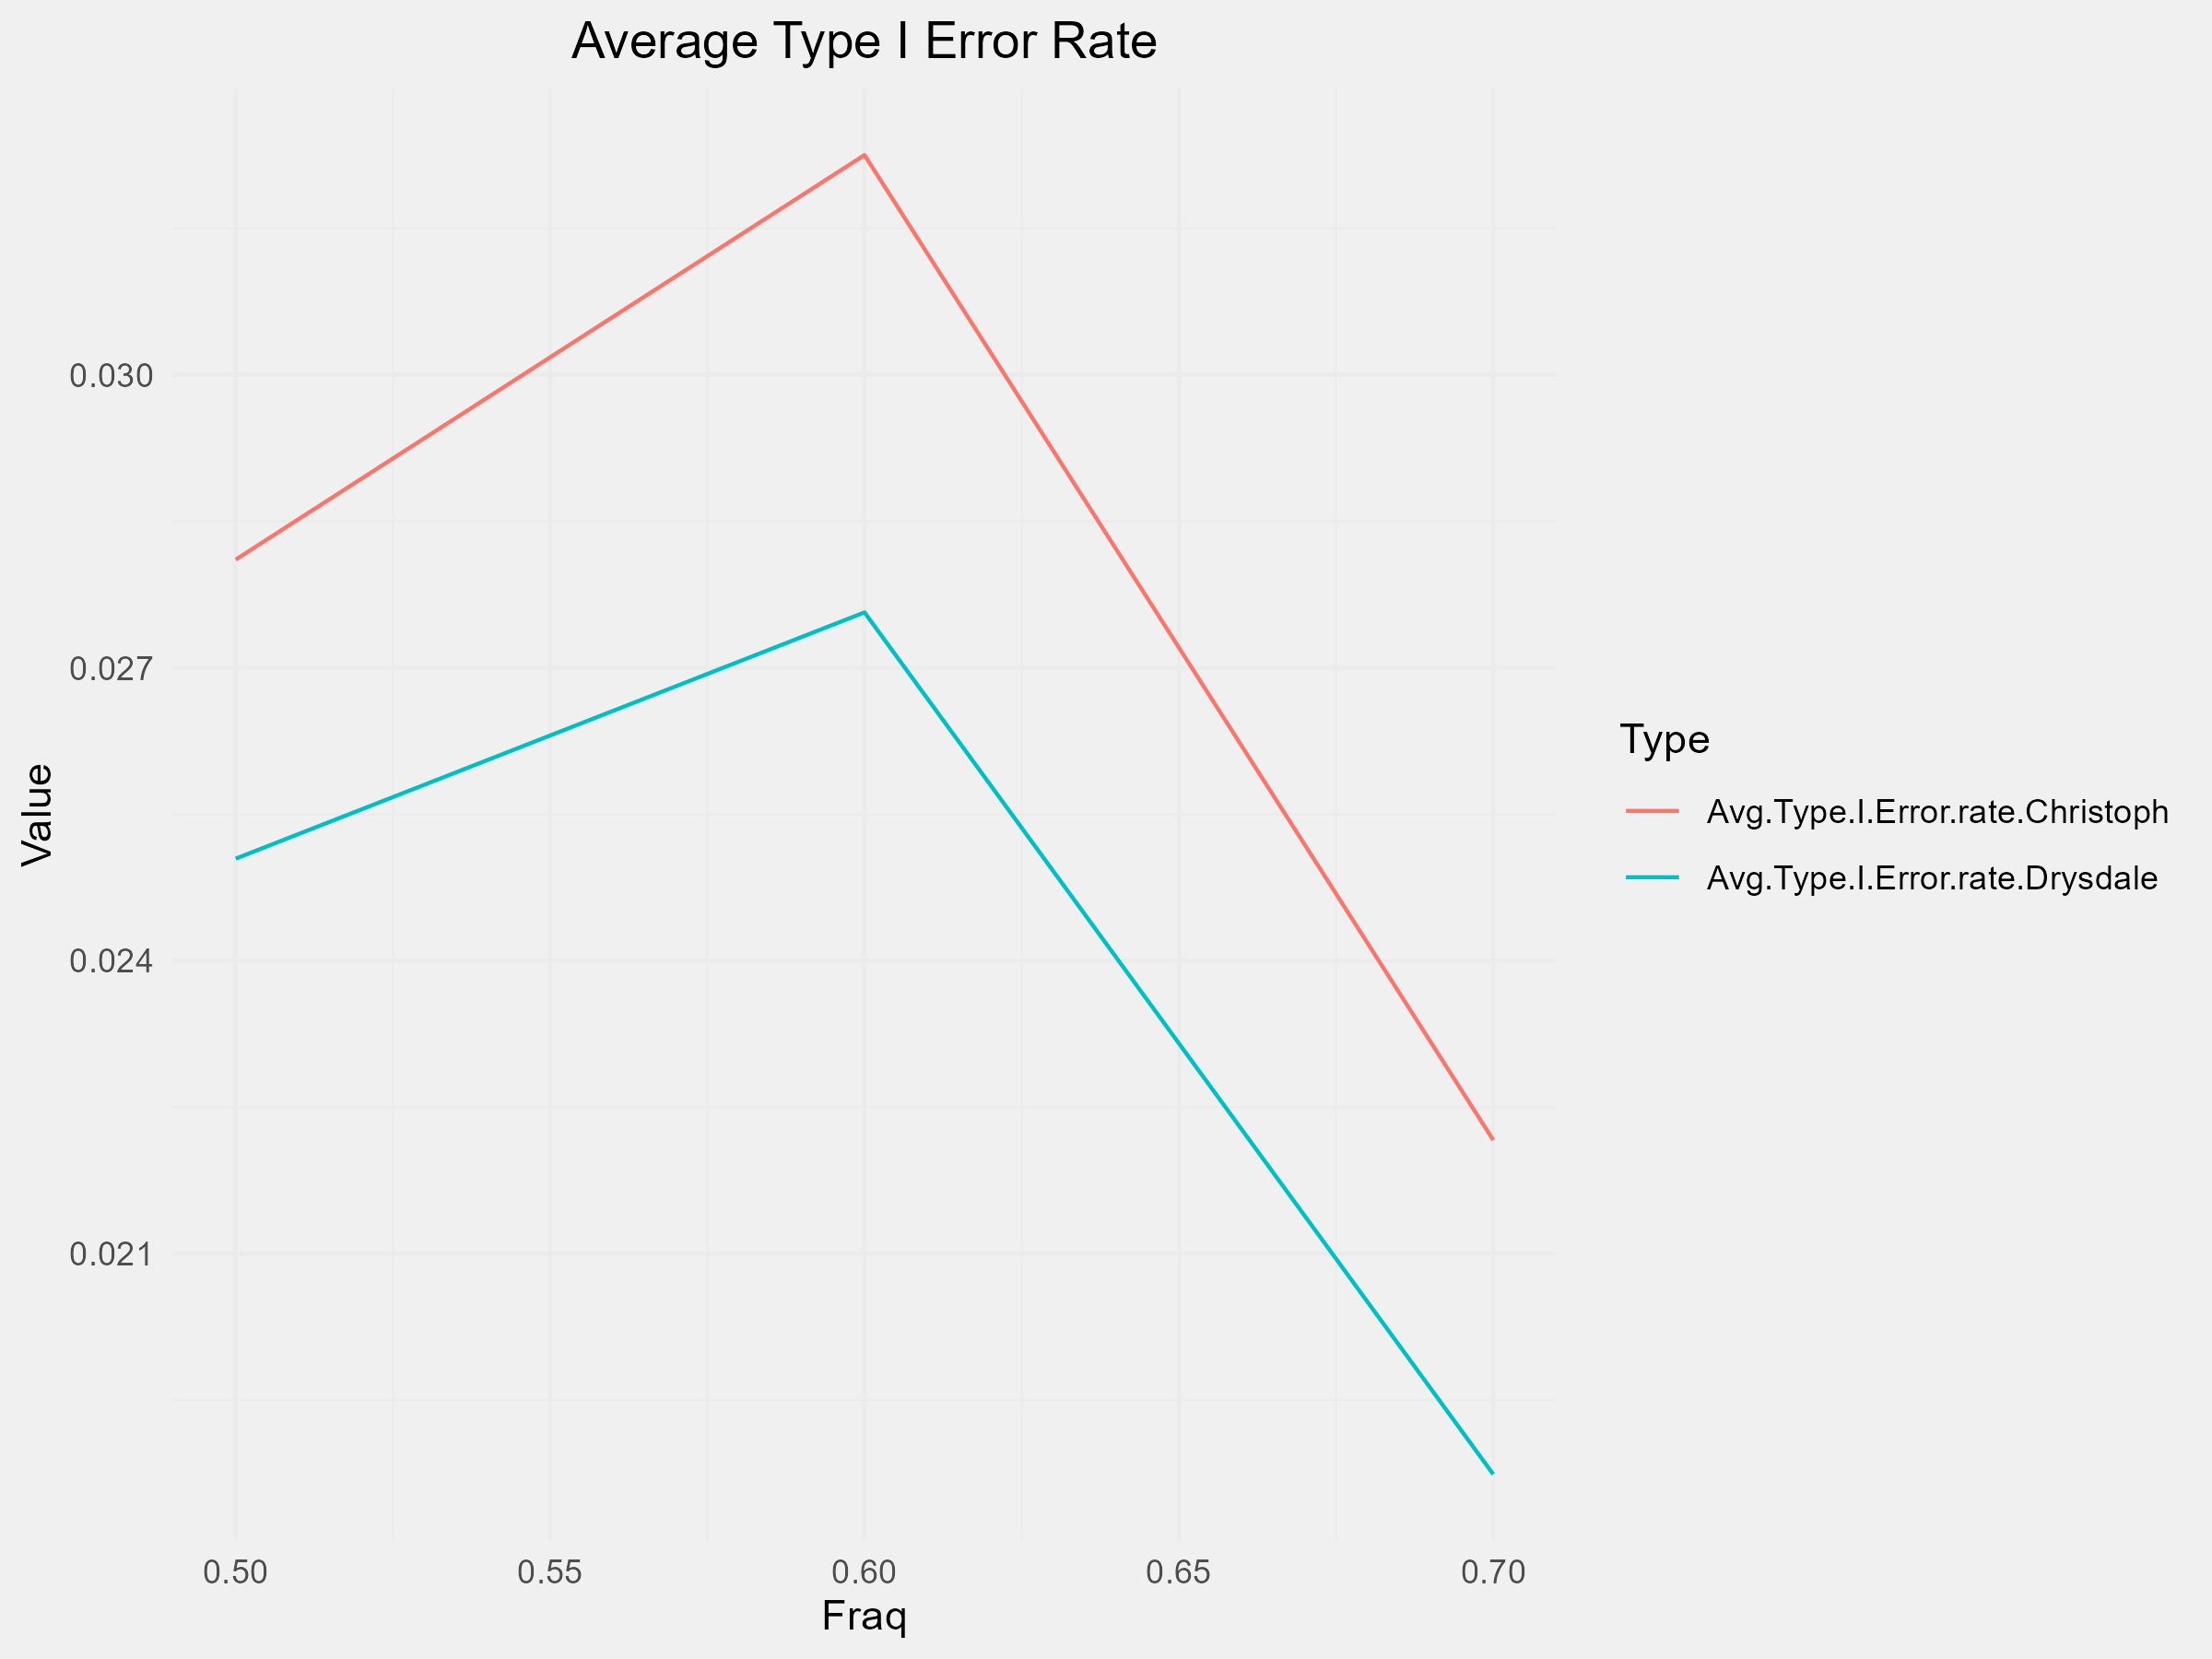 Average Type I Error Rate
0.030
0.027
0.024
0.021
Value
0.50 0.55 0.60 0.65 0.70
Fraq
Type
Avg.Type.I.Error.rate.Christoph
Avg.Type.I.Error.rate.Drysdale